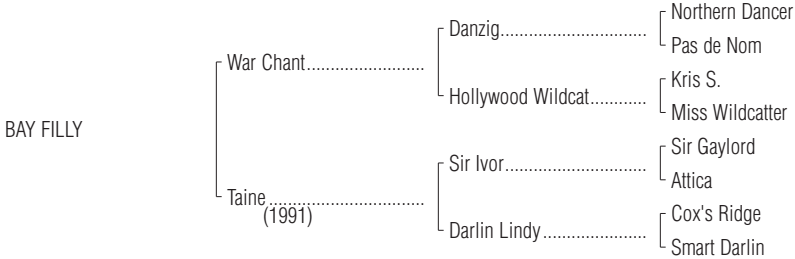 Northern Dancer
Danzig..............................
Pas de Nom
War Chant........................
Kris S.
Hollywood Wildcat............
Miss Wildcatter
BAY FILLY
Sir Gaylord
Sir Ivor.............................
Attica
Taine................................
(1991)
Cox's Ridge
Darlin Lindy.....................
Smart Darlin